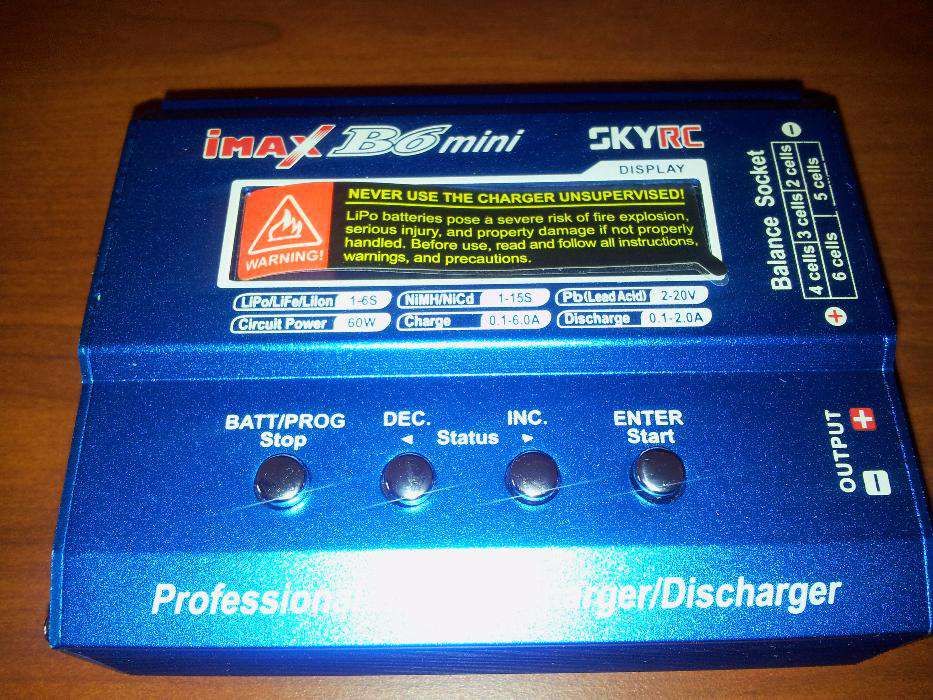 iMAX B6 mini SKYRC
DISPLAY
WARNING!
NEVER USE THE CHARGER UNSUPERVISED!
LiPo batteries pose a severe risk of fire explosion,
serious injury, and property damage if not properly
handled. Before use, read and follow all instructions,
warnings, and precautions.
LiPo/LiFe/LiIon 1-6S NiMH/NiCd 1-15S Pb(Lead Acid) 2-20V
Circuit Power 60W Charge 0.1-6.0A Discharge 0.1-2.0A
Balance Socket
4 cells 3 cells 2 cells
6 cells 5 cells
BATT/PROG DEC. INC. ENTER
Stop Status Start
OUTPUT
rger/Discharger